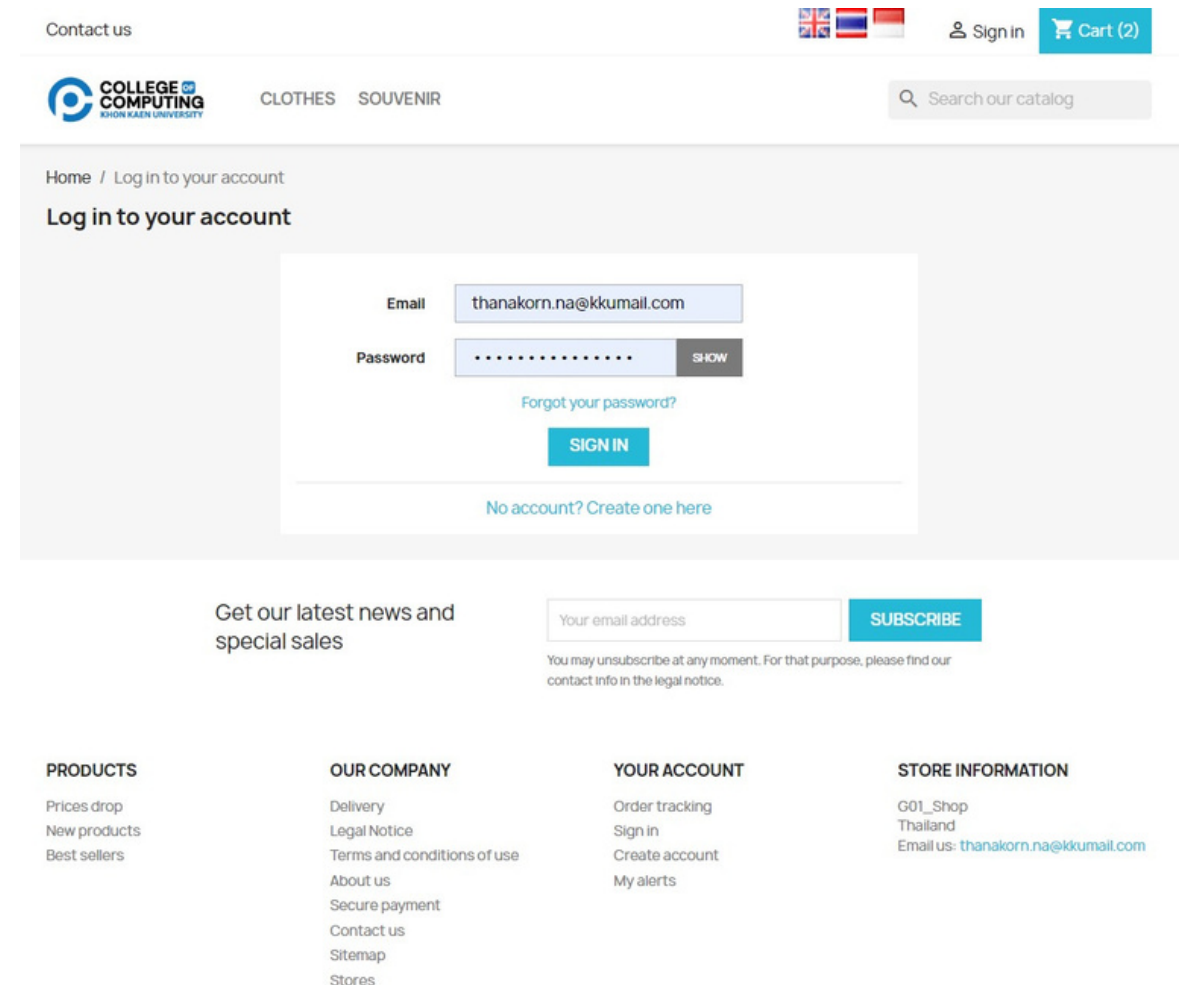 Contact us
Sign in
Cart (2)
COLLEGE OF
COMPUTING
KHON KAEN UNIVERSITY
CLOTHES SOUVENIR
Search our catalog
Home / Log in to your account
Log in to your account
Email thanakorn.na@kkumail.com
Password ••••••••••••••• SHOW
Forgot your password?
SIGN IN
No account? Create one here
Get our latest news and
special sales
Your email address
SUBSCRIBE
You may unsubscribe at any moment. For that purpose, please find our
contact info in the legal notice.
PRODUCTS
Prices drop
New products
Best sellers
OUR COMPANY
Delivery
Legal Notice
Terms and conditions of use
About us
Secure payment
Contact us
Sitemap
Stores
YOUR ACCOUNT
Order tracking
Sign in
Create account
My alerts
STORE INFORMATION
G01_Shop
Thailand
Email us: thanakorn.na@kkumail.com